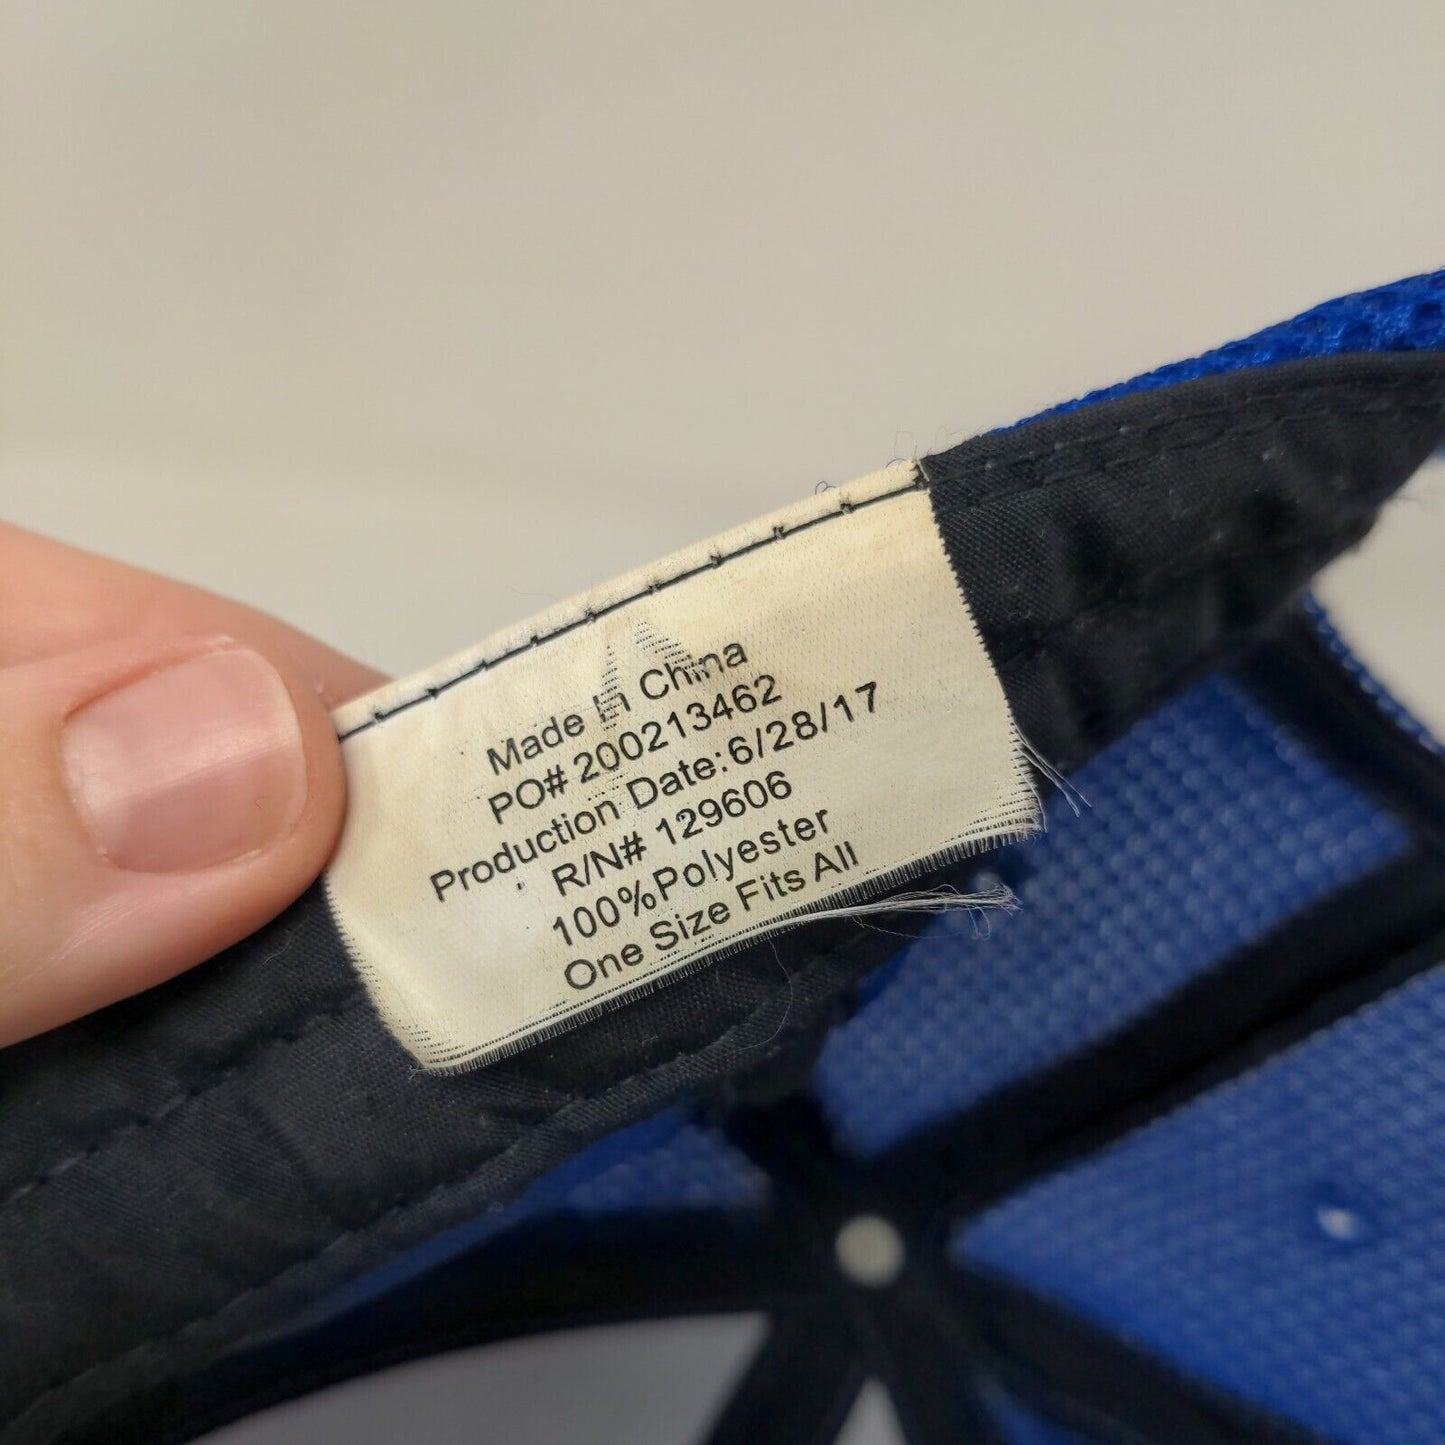 Made In China
PO# 200213462
Production Date:6/28/17
R/N# 129606
100%Polyester
One Size Fits All